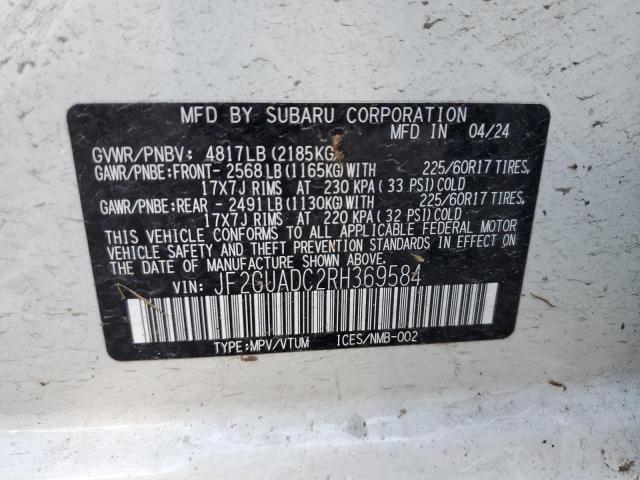 MFD BY SUBARU CORPORATION
MFD IN 04/24
GVWR/PNBV: 4817LB (2185KG)
GAWR/PNBE:FRONT- 2568LB (1165KG)WITH 225/60R17 TIRES,
17X7J RIMS AT 230 KPA (33 PSI)COLD
GAWR/PNBE:REAR - 2491LB (1130KG)WITH 225/60R17 TIRES,
17X7J RIMS AT 220 KPA (32 PSI)COLD
THIS VEHICLE CONFORMS TO ALL APPLICABLE FEDERAL MOTOR
VEHICLE SAFETY AND THEFT PREVENTION STANDARDS IN EFFECT
ON THE DATE OF MANUFACTURE SHOWN ABOVE.
VIN: JF2GUADC2RH369584
TYPE:MPV/VTUM ICES/NMB-002